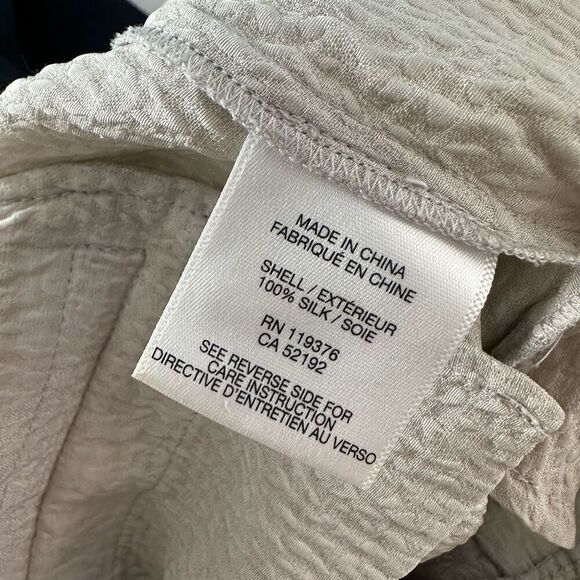 MADE IN CHINA
FABRIQUÉ EN CHINE
SHELL / EXTÉRIEUR
100% SILK / SOIE
RN 119376
CA 52192
SEE REVERSE SIDE FOR
CARE INSTRUCTION
DIRECTIVE D'ENTRETIEN AU VERSO